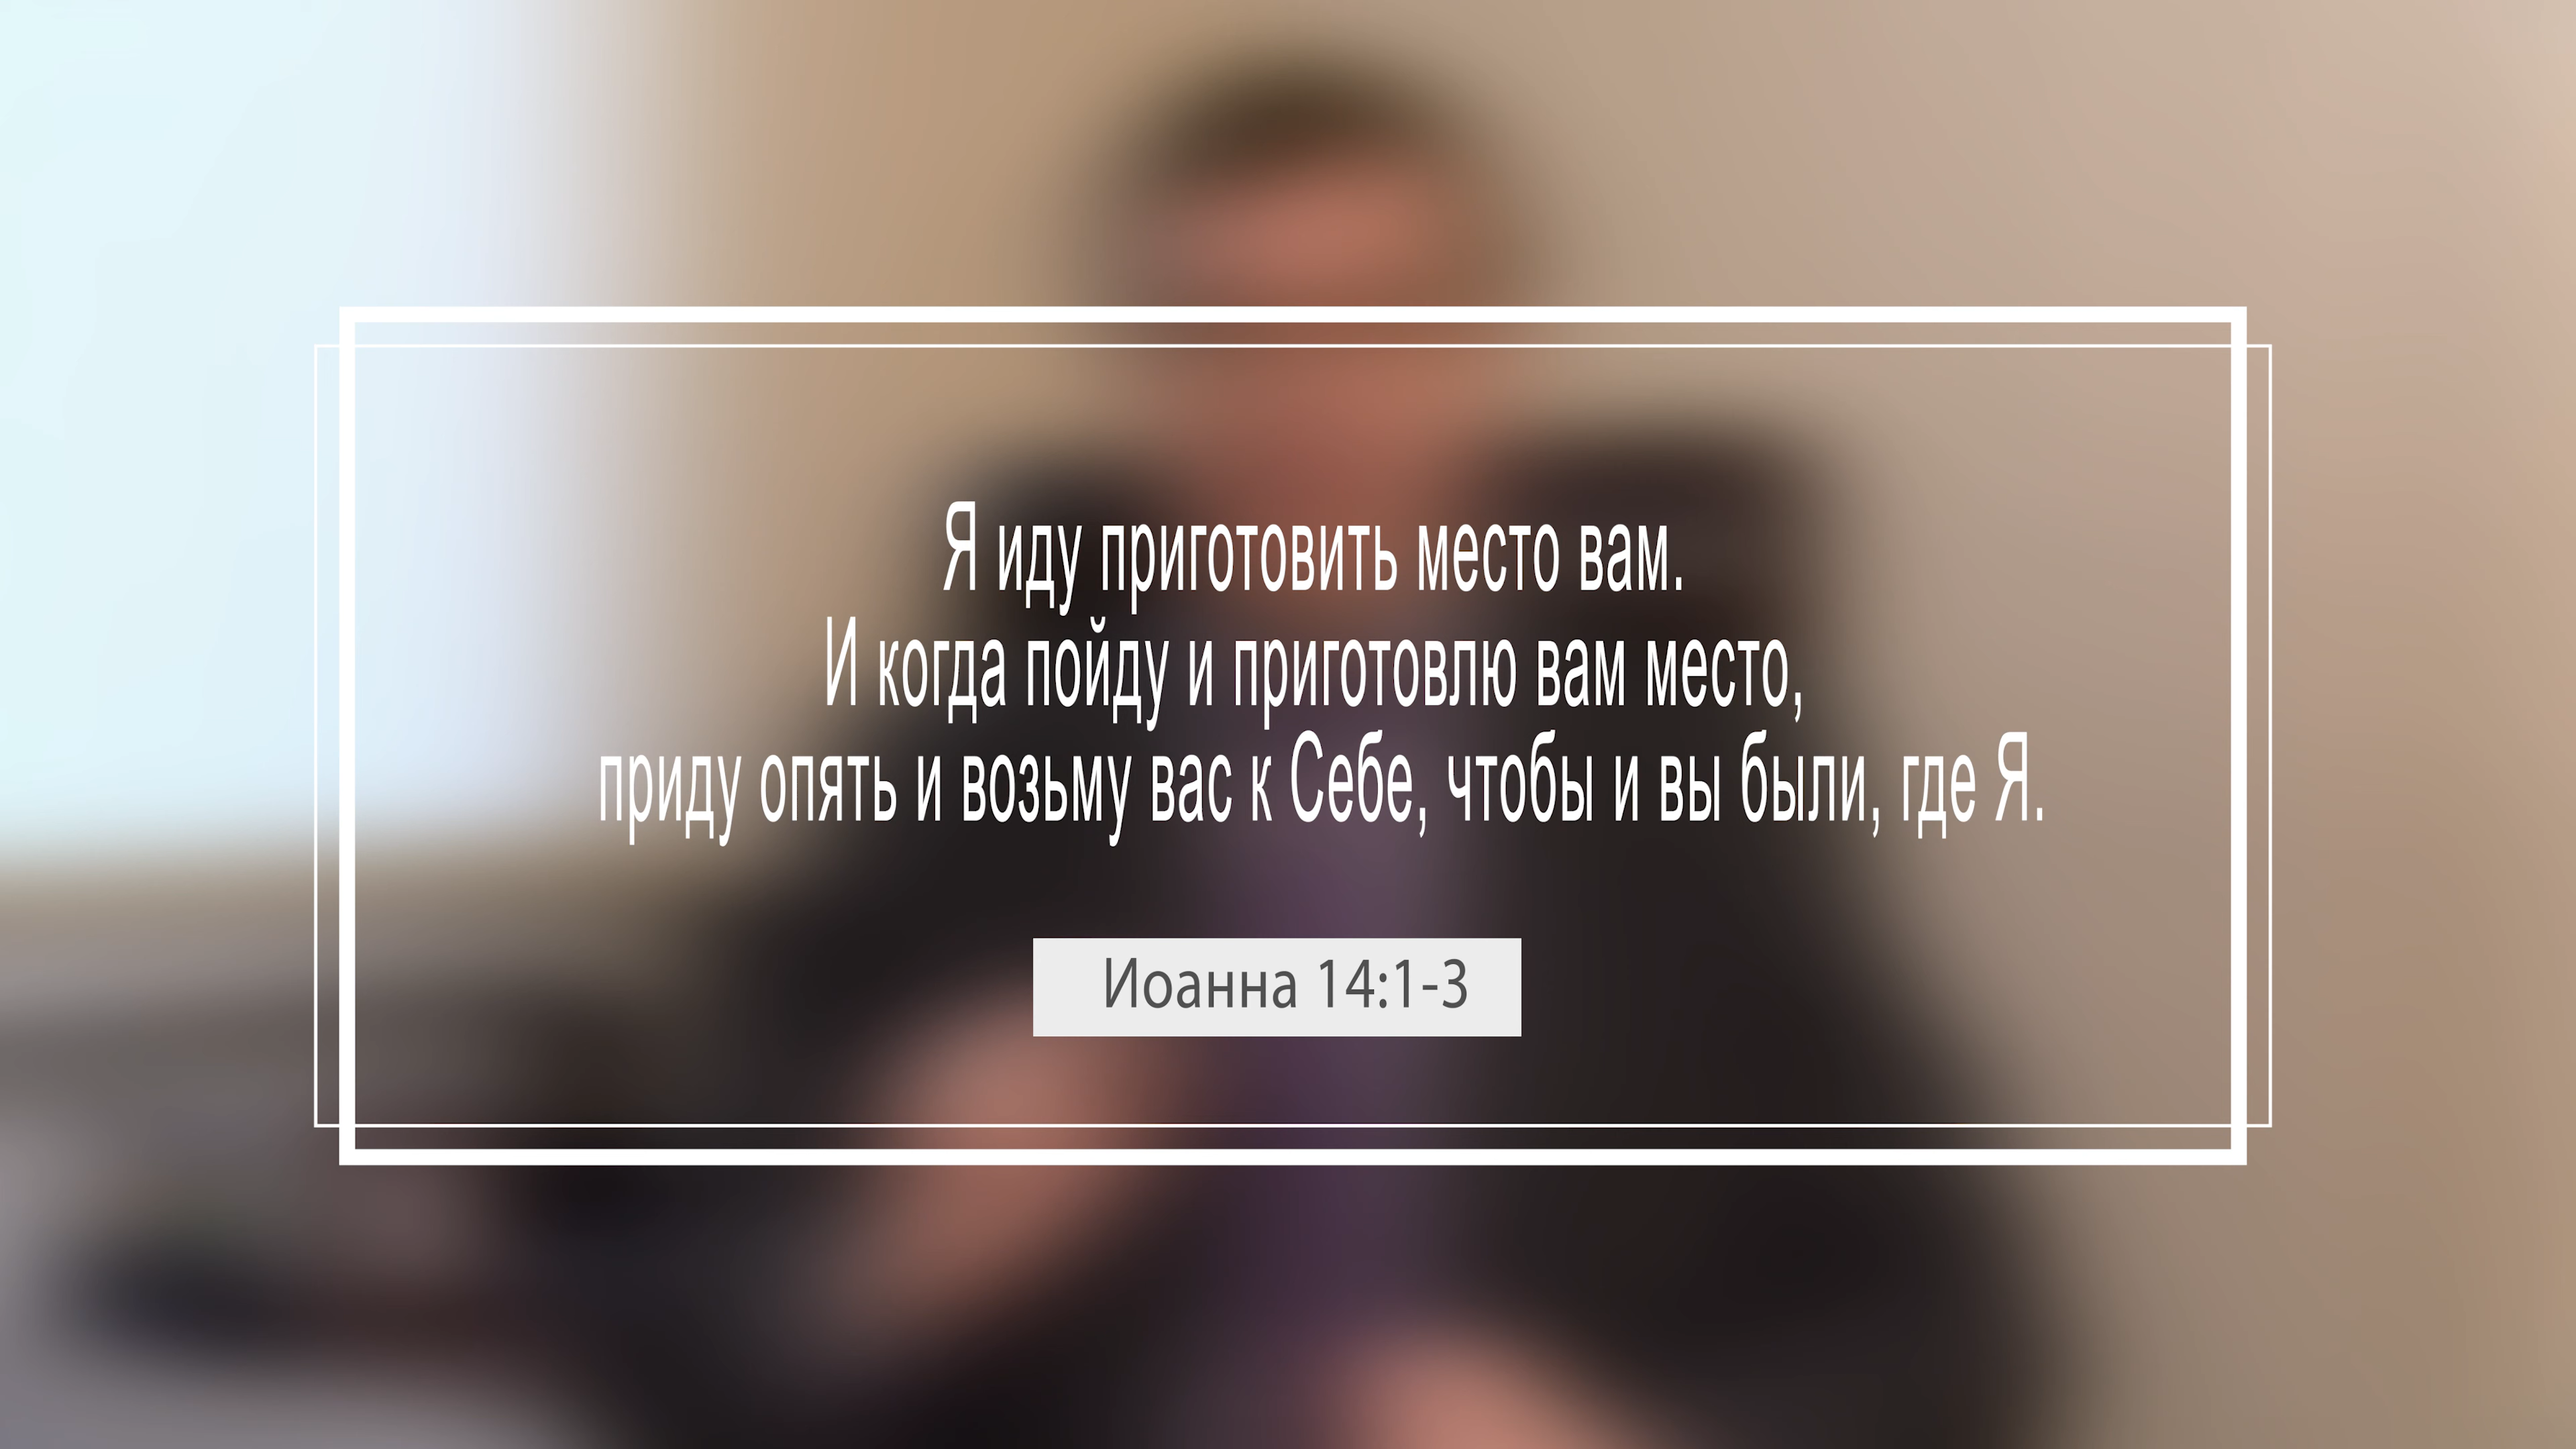 Я иду приготовить место вам.
И когда пойду и приготовлю вам место,
приду опять и возьму вас к Себе, чтобы и вы были, где Я.
Иоанна 14:1-3